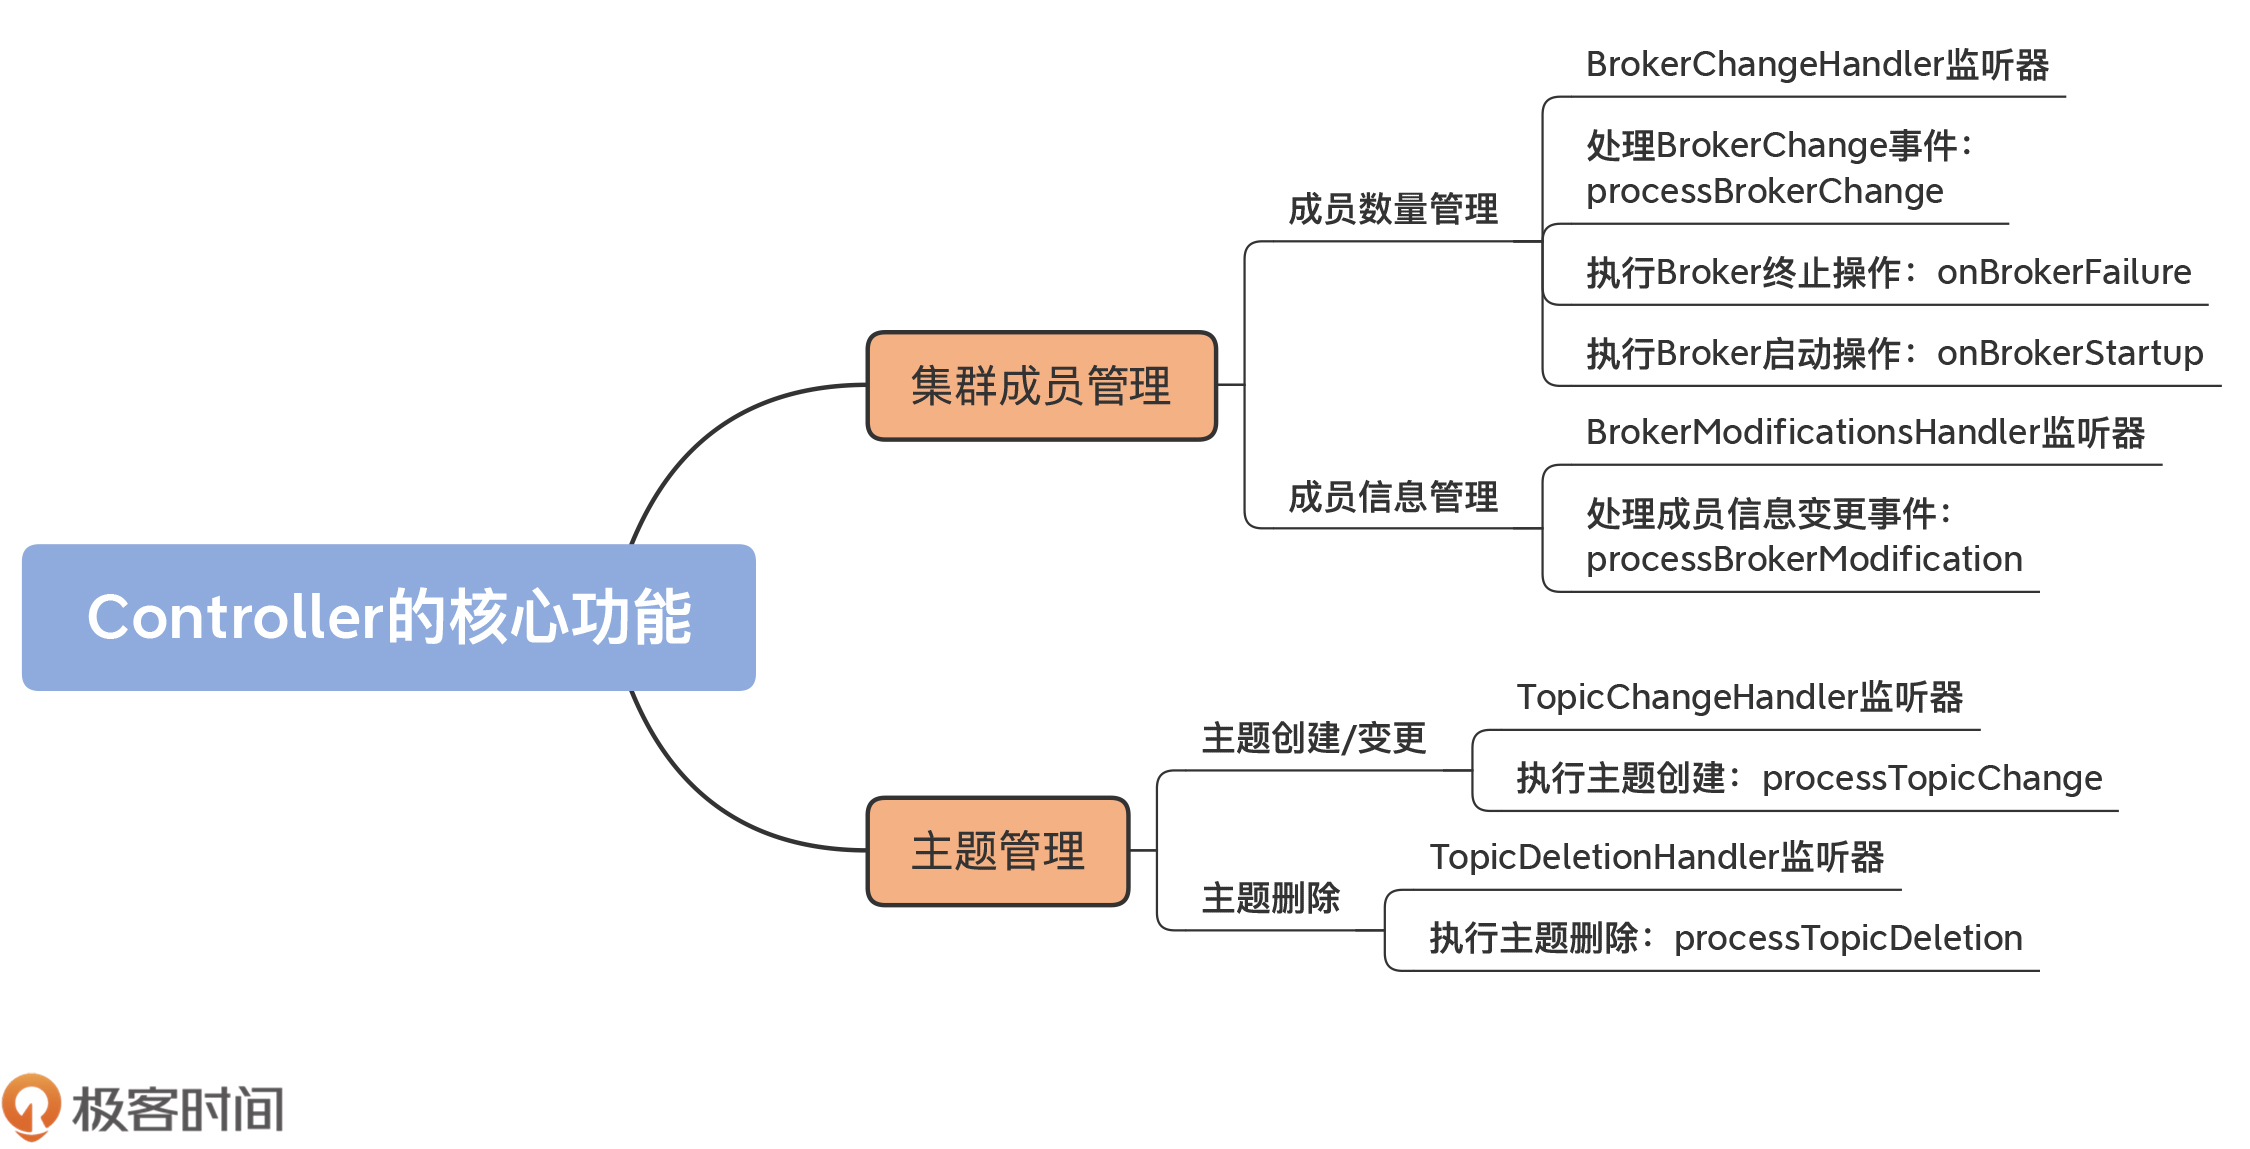 Controller的核心功能
集群成员管理
成员数量管理
BrokerChangeHandler监听器
处理BrokerChange事件：
processBrokerChange
执行Broker终止操作：onBrokerFailure
执行Broker启动操作：onBrokerStartup
成员信息管理
BrokerModificationsHandler监听器
处理成员信息变更事件：
processBrokerModification
主题管理
主题创建/变更
TopicChangeHandler监听器
执行主题创建：processTopicChange
主题删除
TopicDeletionHandler监听器
执行主题删除：processTopicDeletion
极客时间